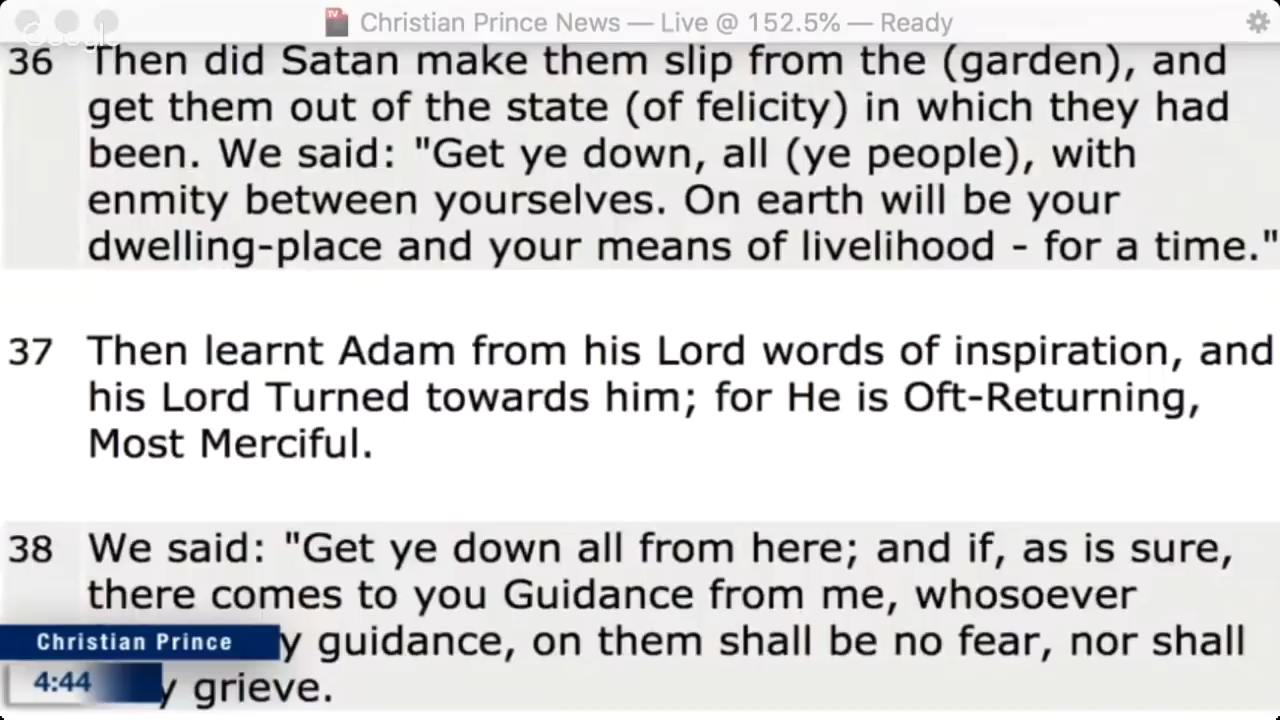 Christian Prince News — Live @ 152.5% — Ready
Google
36 Then did Satan make them slip from the (garden), and
get them out of the state (of felicity) in which they had
been. We said: "Get ye down, all (ye people), with
enmity between yourselves. On earth will be your
dwelling-place and your means of livelihood - for a time."
37 Then learnt Adam from his Lord words of inspiration, and
his Lord Turned towards him; for He is Oft-Returning,
Most Merciful.
38 We said: "Get ye down all from here; and if, as is sure,
there comes to you Guidance from me, whosoever
y guidance, on them shall be no fear, nor shall
y grieve.
Christian Prince
4:44